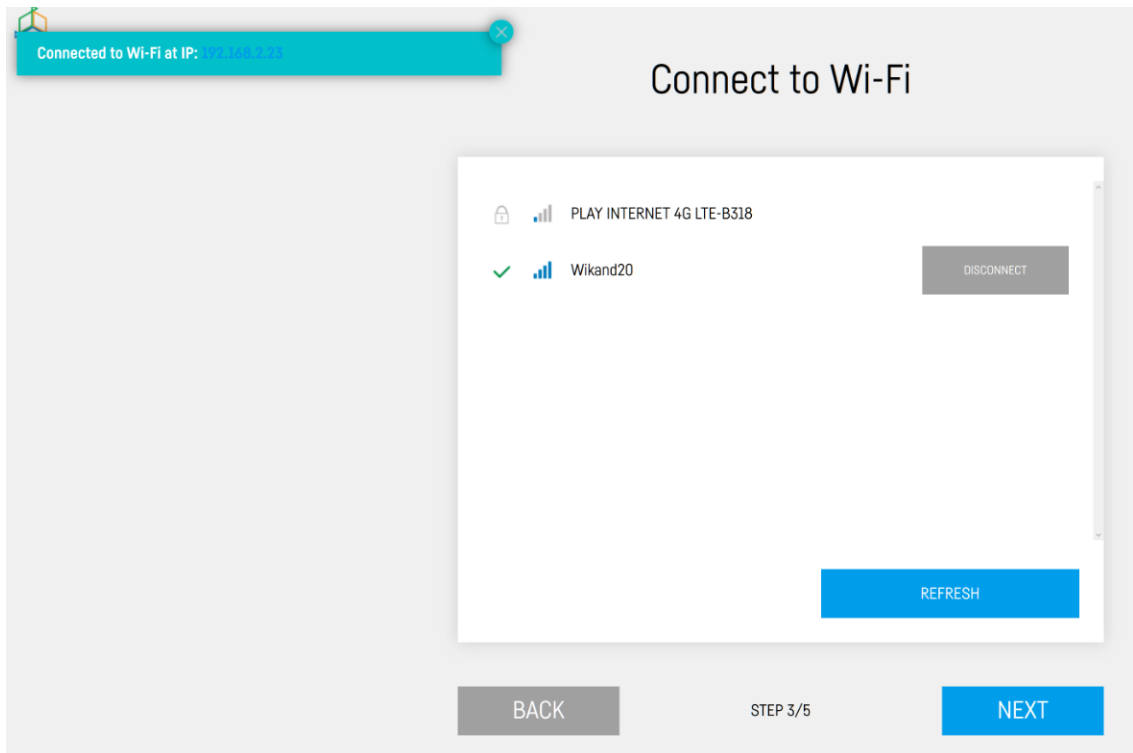 Connected to Wi-Fi at IP: 192.168.2.23
Connect to Wi-Fi
PLAY INTERNET 4G LTE-B318
Wikand20
DISCONNECT
REFRESH
BACK
STEP 3/5
NEXT